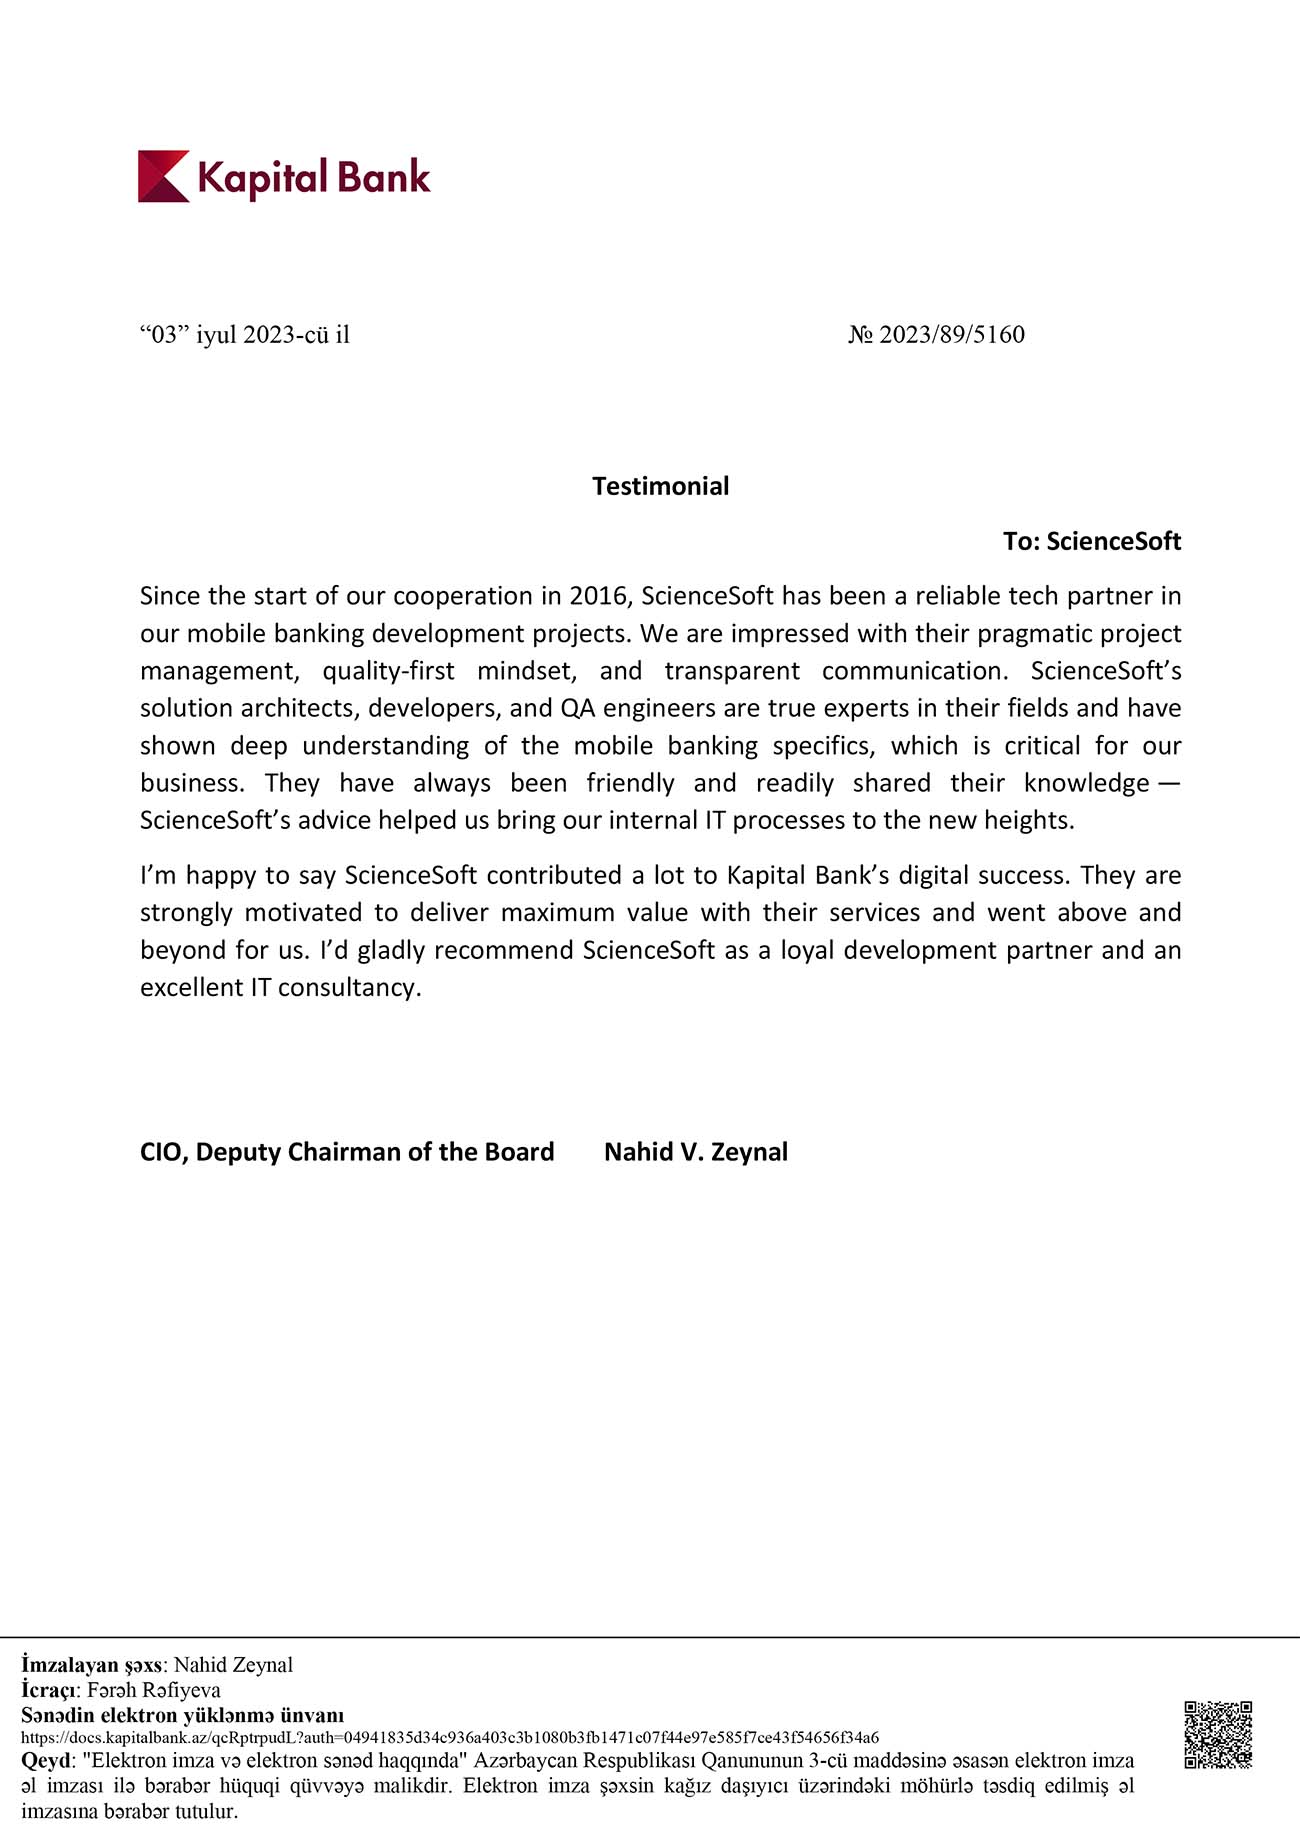 Kapital Bank
“03” iyul 2023-cü il № 2023/89/5160
Testimonial
To: ScienceSoft
Since the start of our cooperation in 2016, ScienceSoft has been a reliable tech partner in
our mobile banking development projects. We are impressed with their pragmatic project
management, quality-first mindset, and transparent communication. ScienceSoft’s
solution architects, developers, and QA engineers are true experts in their fields and have
shown deep understanding of the mobile banking specifics, which is critical for our
business. They have always been friendly and readily shared their knowledge —
ScienceSoft’s advice helped us bring our internal IT processes to the new heights.
I’m happy to say ScienceSoft contributed a lot to Kapital Bank’s digital success. They are
strongly motivated to deliver maximum value with their services and went above and
beyond for us. I’d gladly recommend ScienceSoft as a loyal development partner and an
excellent IT consultancy.
CIO, Deputy Chairman of the Board Nahid V. Zeynal
İmzalayan şəxs: Nahid Zeynal
İcraçı: Fərəh Rəfiyeva
Sənədin elektron yüklənmə ünvanı
https://docs.kapitalbank.az/qcRptrpudL?auth=04941835d34c936a403c3b1080b3fb1471c07f44e97e585f7ce43f54656f34a6
Qeyd: "Elektron imza və elektron sənəd haqqında" Azərbaycan Respublikası Qanununun 3-cü maddəsinə əsasən elektron imza
əl imzası ilə bərabər hüquqi qüvvəyə malikdir. Elektron imza şəxsin kağız daşıyıcı üzərindəki möhürlə təsdiq edilmiş əl
imzasına bərabər tutulur.